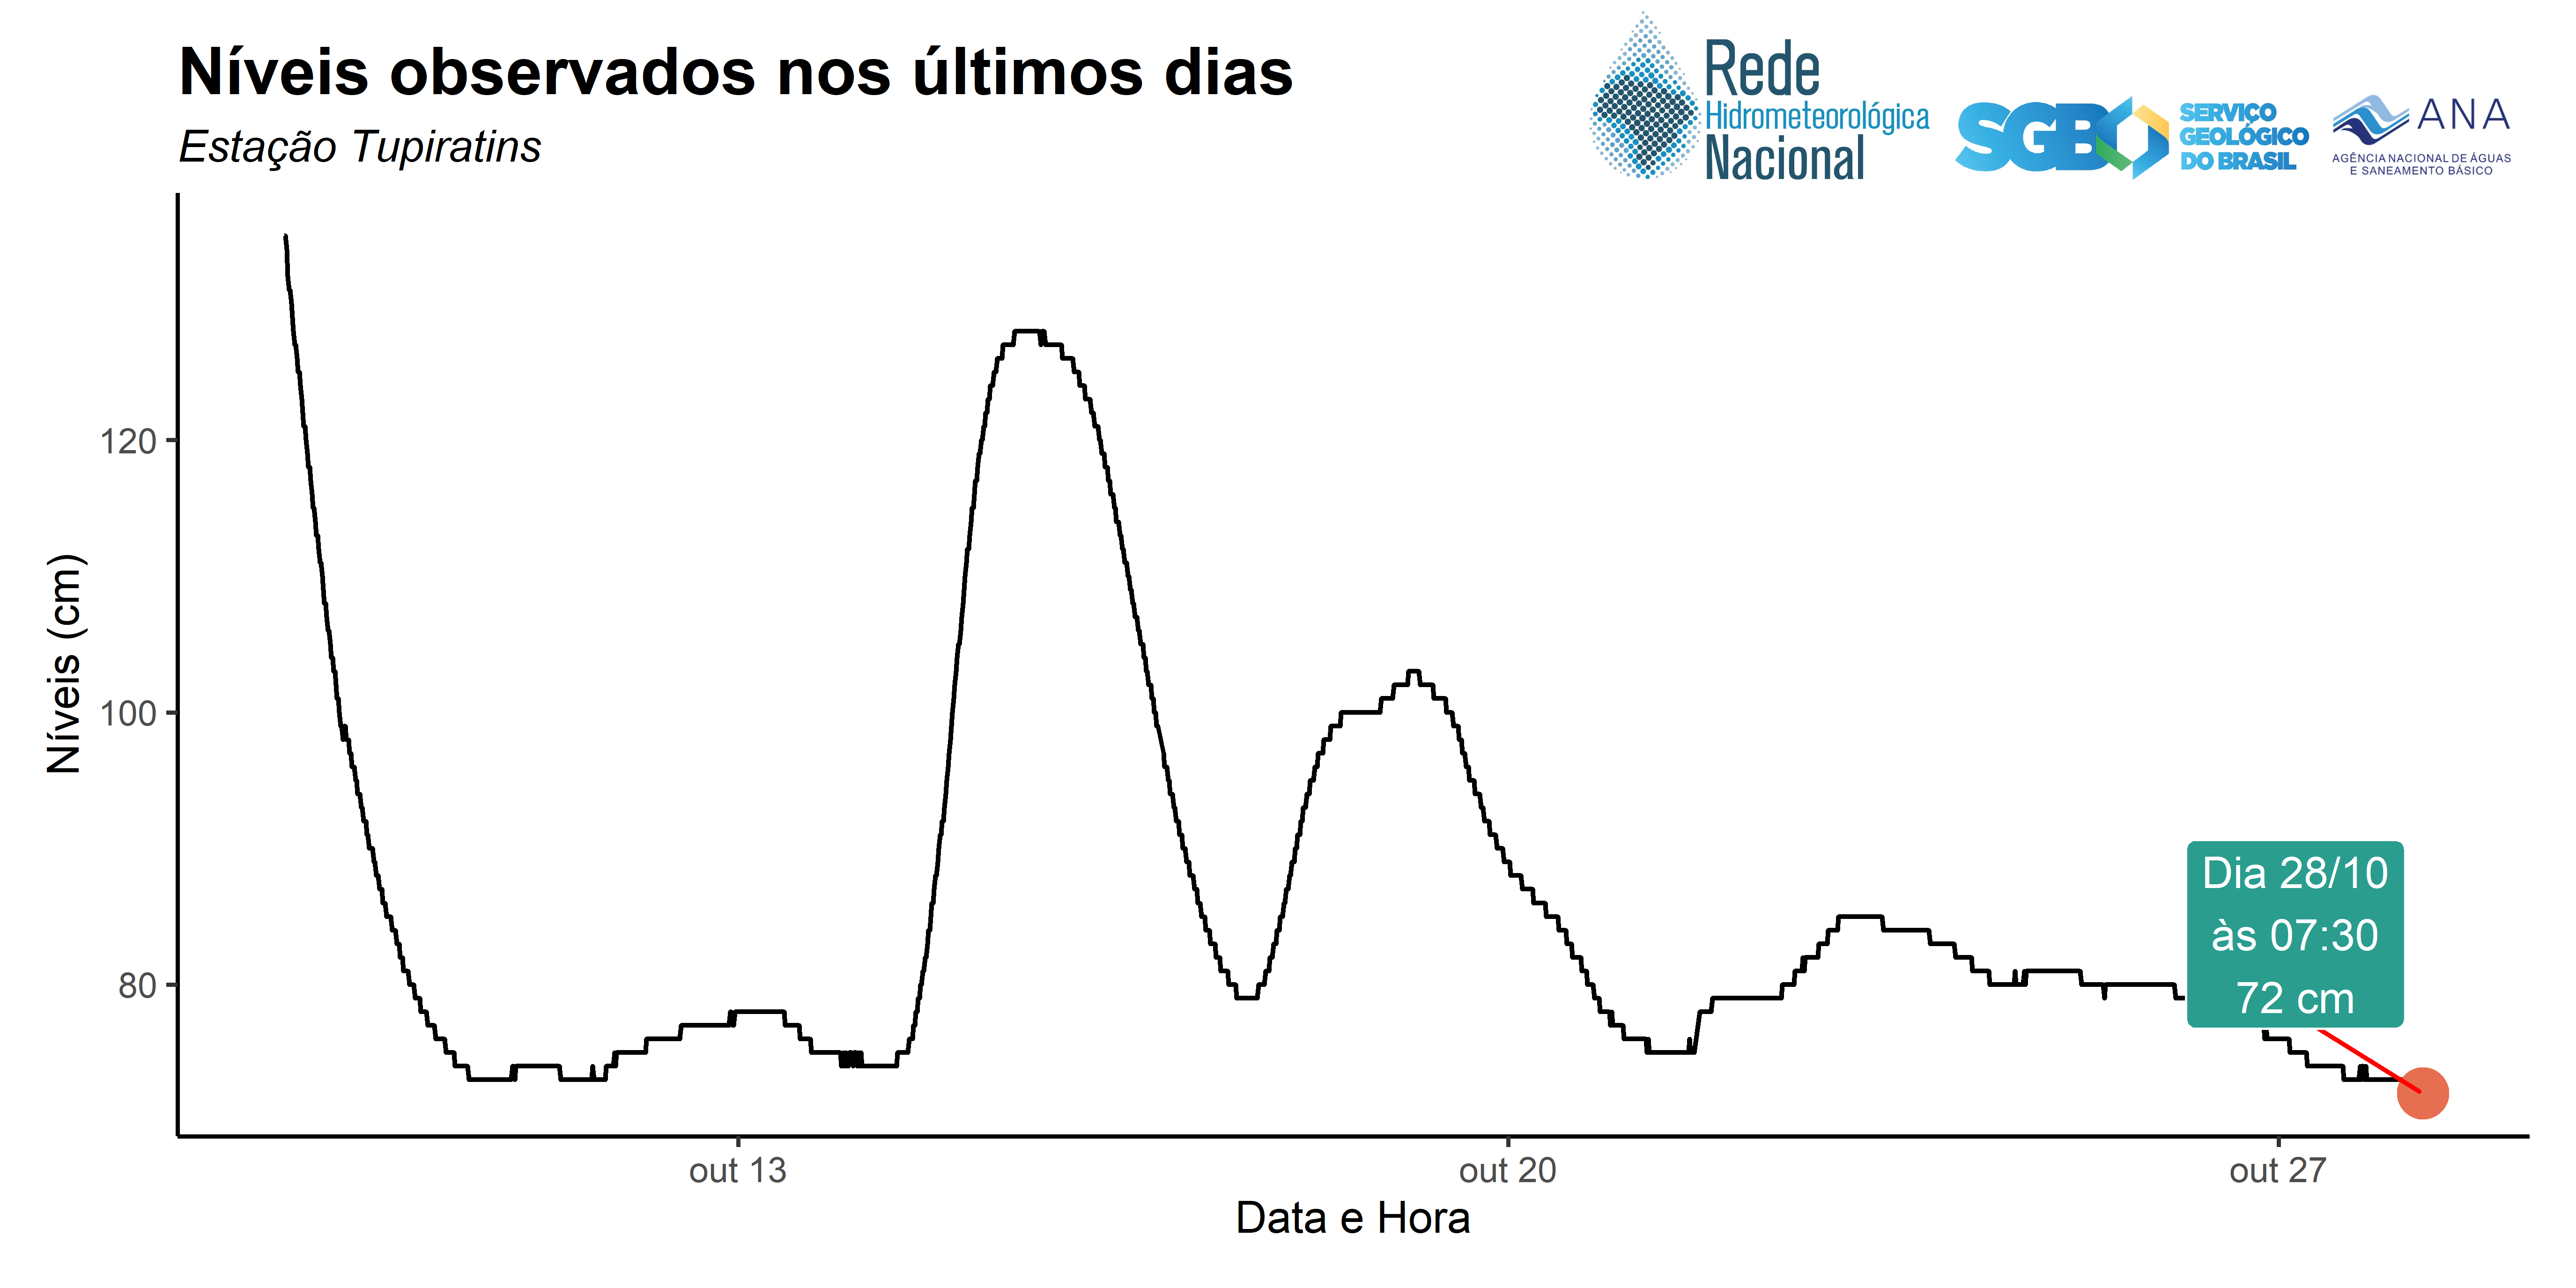 Níveis observados nos últimos dias
Estação Tupiratins
Rede
Hidrometeorológica
Nacional
SGB
SERVIÇO
GEOLÓGICO
DO BRASIL
ANA
AGÊNCIA NACIONAL DE ÁGUAS
E SANEAMENTO BÁSICO
Níveis (cm)
120
100
80
Dia 28/10
às 07:30
72 cm
out 13
out 20
out 27
Data e Hora